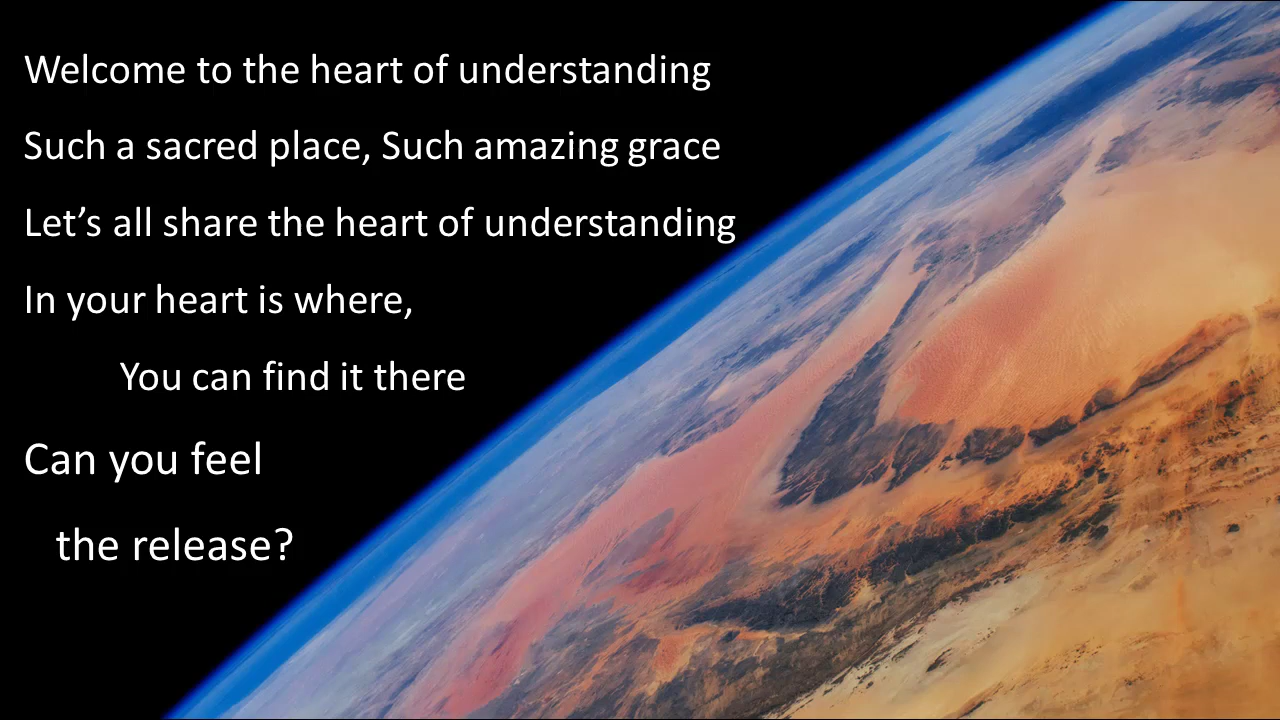 Welcome to the heart of understanding
Such a sacred place, Such amazing grace
Let’s all share the heart of understanding
In your heart is where,
You can find it there
Can you feel
the release?